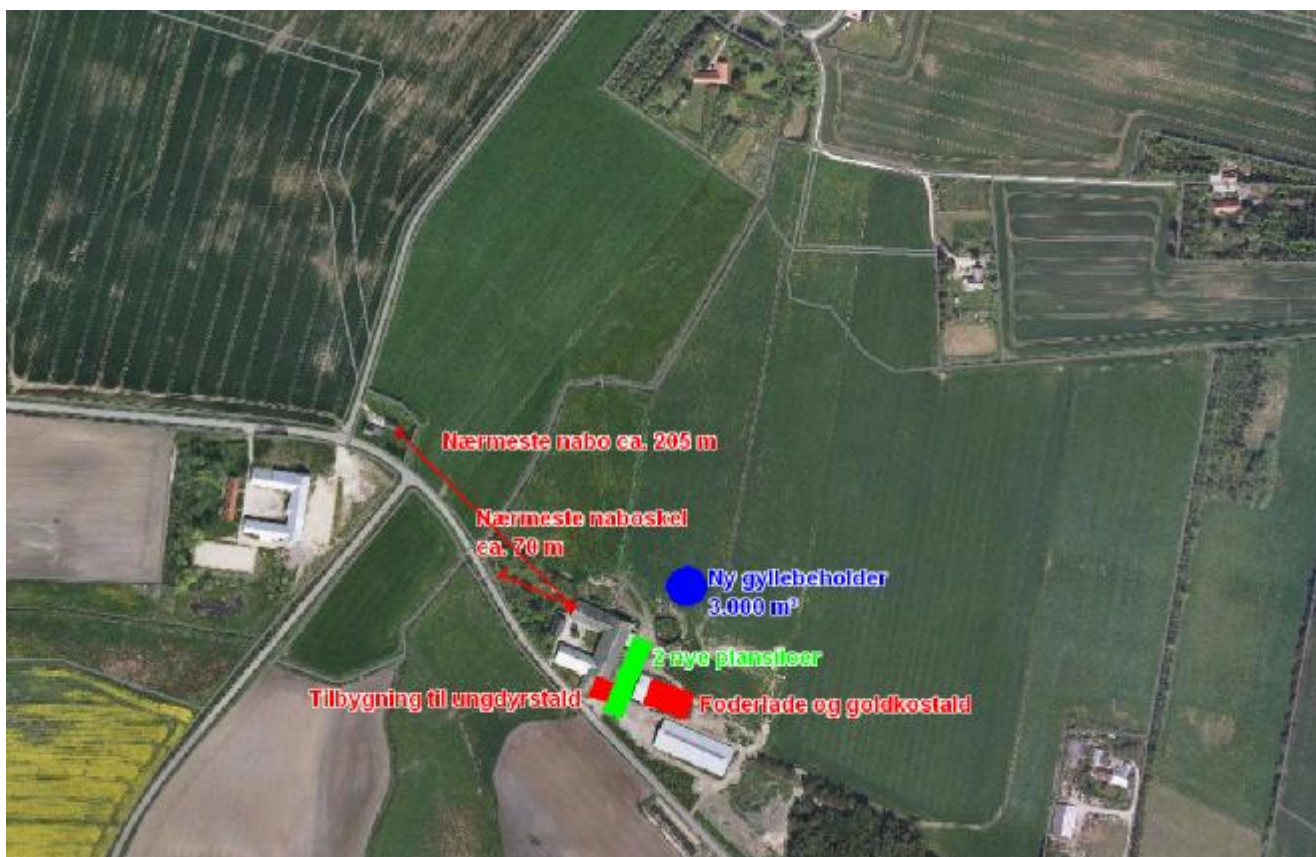 Nærmeste nabo ca. 205 m
Nærmeste naboskel
ca. 70 m
Ny gyllebeholder
3.000 m³
2 nye plansiloer
Tilbygning til ungdyrstald
Foderlade og goldkostald